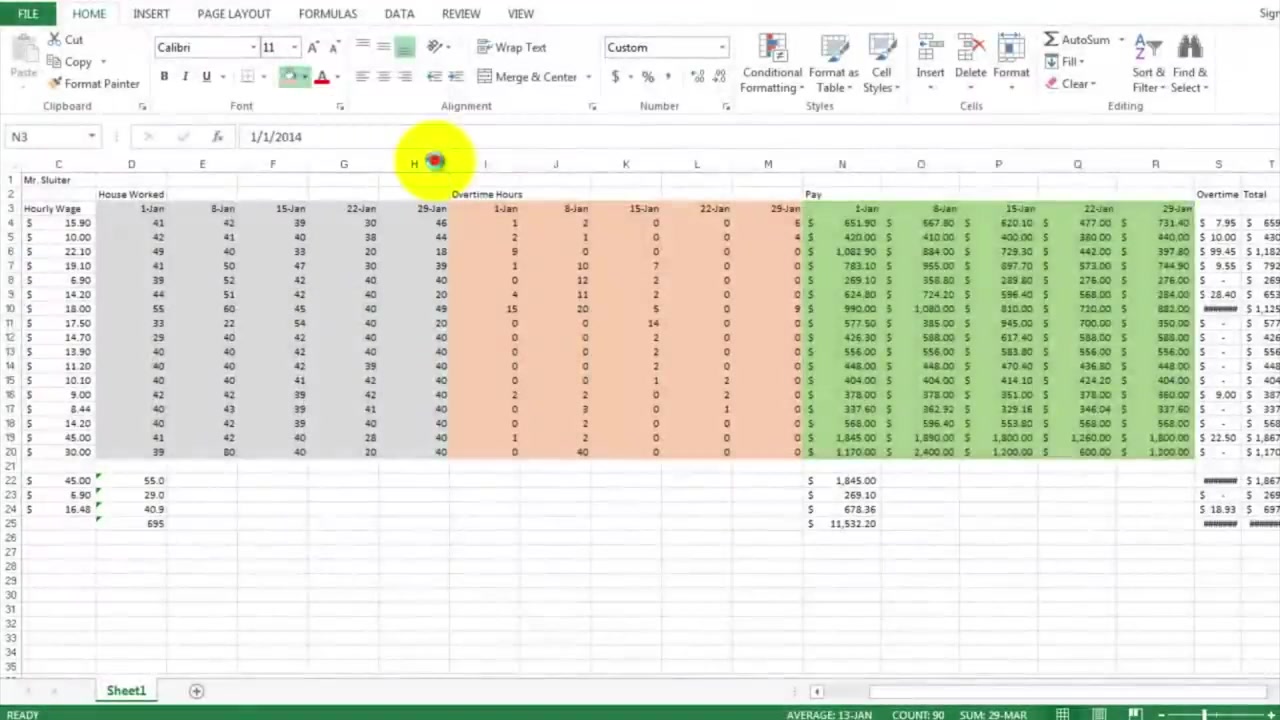 FILE HOME INSERT PAGE LAYOUT FORMULAS DATA REVIEW VIEW
Cut
Copy
Format Painter
Paste
Clipboard
Calibri 11
B I U A
Font
Wrap Text
Merge & Center
Alignment
Custom
$ % ,
Number
Conditional Formatting
Format as Table
Cell Styles
Styles
Insert Delete Format
Cells
AutoSum
Fill
Clear
Sort & Filter
Find & Select
Editing
N3 fx 1/1/2014
C D E F G H I J K L M N O P Q R S T
1 Mr. Sluiter
2 House Worked Overtime Hours Pay Overtime Total
3 Hourly Wage 1-Jan 8-Jan 15-Jan 22-Jan 29-Jan 1-Jan 8-Jan 15-Jan 22-Jan 29-Jan 1-Jan 8-Jan 15-Jan 22-Jan 29-Jan
4 $ 15.90 41 42 39 30 46 1 2 0 0 6 $ 651.90 $ 667.80 $ 620.10 $ 477.00 $ 731.40 $ 7.95 $ 659
5 $ 10.00 42 41 40 38 44 2 1 0 0 4 $ 420.00 $ 410.00 $ 400.00 $ 380.00 $ 440.00 $ 10.00 $ 430
6 $ 22.10 49 40 33 20 18 9 0 0 0 0 $ 1,082.90 $ 884.00 $ 729.30 $ 442.00 $ 397.80 $ 99.45 $ 1,182
7 $ 19.10 41 50 47 30 39 1 10 7 0 0 $ 783.10 $ 955.00 $ 897.70 $ 573.00 $ 744.90 $ 9.55 $ 792
8 $ 6.90 39 52 42 40 40 0 12 2 0 0 $ 269.10 $ 358.80 $ 289.80 $ 276.00 $ 276.00 $ - $ 269
9 $ 14.20 44 51 42 40 20 4 11 2 0 0 $ 624.80 $ 724.20 $ 596.40 $ 568.00 $ 284.00 $ 28.40 $ 653
10 $ 18.00 55 60 45 40 49 15 20 5 0 9 $ 990.00 $ 1,080.00 $ 810.00 $ 720.00 $ 882.00 ####### $ 1,125
11 $ 17.50 33 22 54 40 20 0 0 14 0 0 $ 577.50 $ 385.00 $ 945.00 $ 700.00 $ 350.00 $ - $ 577
12 $ 14.70 29 40 42 40 40 0 0 2 0 0 $ 426.30 $ 588.00 $ 617.40 $ 588.00 $ 588.00 $ - $ 426
13 $ 13.90 40 40 42 40 40 0 0 2 0 0 $ 556.00 $ 556.00 $ 583.80 $ 556.00 $ 556.00 $ - $ 556
14 $ 11.20 40 40 42 39 40 0 0 2 0 0 $ 448.00 $ 448.00 $ 470.40 $ 436.80 $ 448.00 $ - $ 448
15 $ 10.10 40 40 41 42 40 0 0 1 2 0 $ 404.00 $ 404.00 $ 414.10 $ 424.20 $ 404.00 $ - $ 404
16 $ 9.00 42 42 39 42 40 2 2 0 2 0 $ 378.00 $ 378.00 $ 351.00 $ 378.00 $ 360.00 $ 9.00 $ 387
17 $ 8.44 40 43 39 41 40 0 3 0 1 0 $ 337.60 $ 362.92 $ 329.16 $ 346.04 $ 337.60 $ - $ 337
18 $ 14.20 40 42 39 40 40 0 2 0 0 0 $ 568.00 $ 596.40 $ 553.80 $ 568.00 $ 568.00 $ - $ 568
19 $ 45.00 41 42 40 28 40 1 2 0 0 0 $ 1,845.00 $ 1,890.00 $ 1,800.00 $ 1,260.00 $ 1,800.00 $ 22.50 $ 1,867
20 $ 30.00 39 80 40 20 40 0 40 0 0 0 $ 1,170.00 $ 2,400.00 $ 1,200.00 $ 600.00 $ 1,200.00 $ - $ 1,170
21
22 $ 45.00 55.0 $ 1,845.00 ####### $ 1,867
23 $ 6.90 29.0 $ 269.10 $ - $ 269
24 $ 16.48 40.9 $ 678.36 $ 18.93 $ 697
25 695 $ 11,532.20 ####### ######
26
27
28
29
30
31
32
33
34
35
Sheet1
READY AVERAGE: 13-JAN COUNT: 90 SUM: 29-MAR